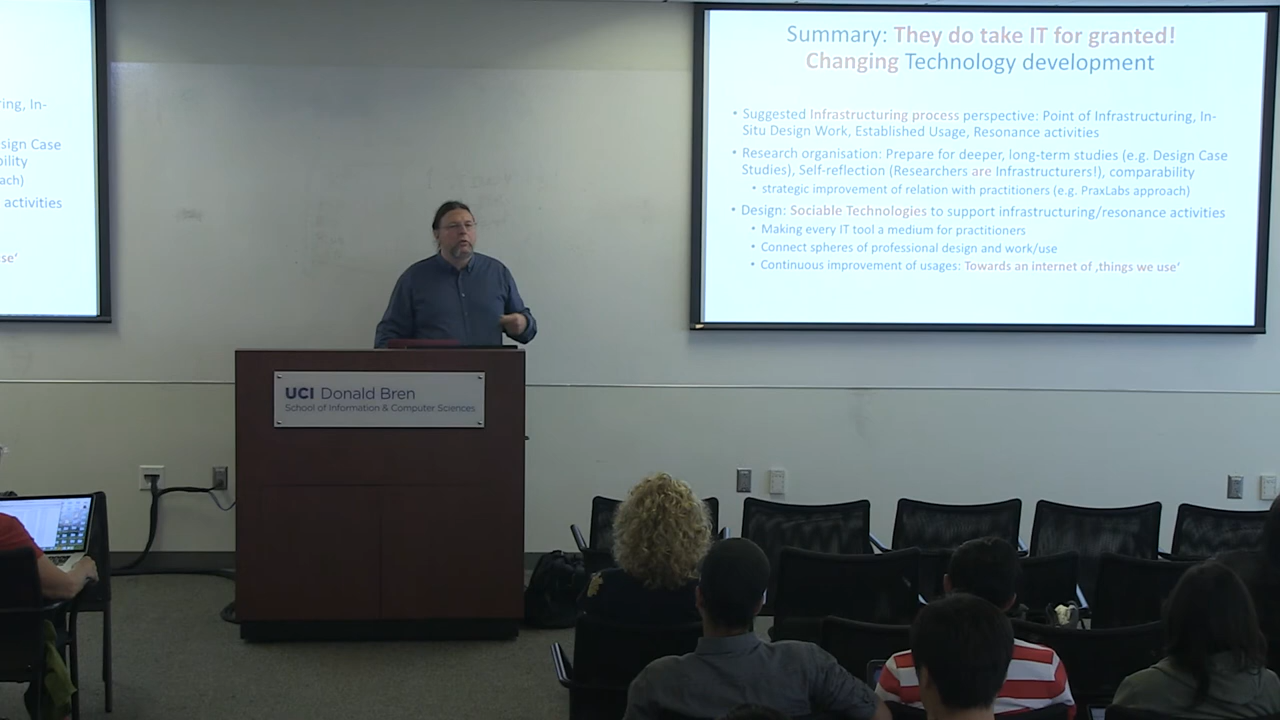 ring, In-
sign Case
bility
ach)
activities
se‘
Summary: They do take IT for granted!
Changing Technology development
• Suggested Infrastructuring process perspective: Point of Infrastructuring, In-
Situ Design Work, Established Usage, Resonance activities
• Research organisation: Prepare for deeper, long-term studies (e.g. Design Case
Studies), Self-reflection (Researchers are Infrastructurers!), comparability
• strategic improvement of relation with practitioners (e.g. PraxLabs approach)
• Design: Sociable Technologies to support infrastructuring/resonance activities
• Making every IT tool a medium for practitioners
• Connect spheres of professional design and work/use
• Continuous improvement of usages: Towards an internet of ‚things we use‘
UCI Donald Bren
School of Information & Computer Sciences